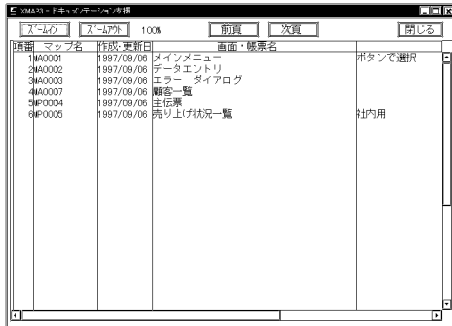 XMAP3 - ドキュメンテーション支援
ズームイン ズームアウト 100% 前頁 次頁 閉じる
項番 マップ名 作成・更新日 画面・帳票名
1 MA0001 1997/09/06 メインメニュー ボタンで選択
2 MA0002 1997/09/06 データエントリ
3 MA0003 1997/09/06 エラー ダイアログ
4 MA0007 1997/09/06 顧客一覧
5 MP0004 1997/09/06 主伝票
6 MP0005 1997/09/06 売り上げ状況一覧 社内用